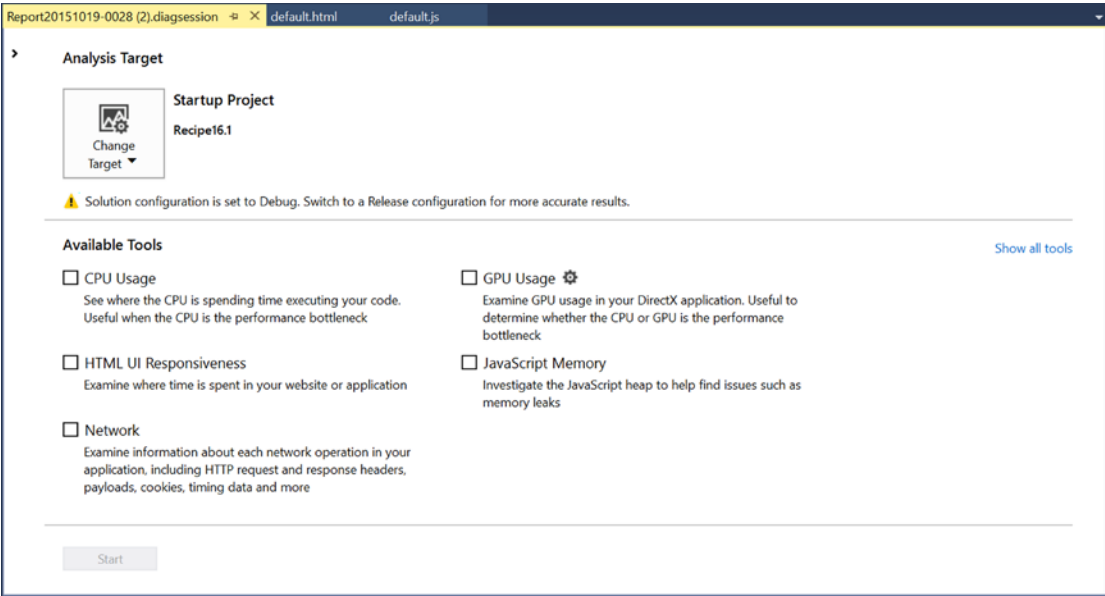 Report20151019-0028 (2).diagsession default.html default.js
Analysis Target
Startup Project
Recipe16.1
Change
Target
Solution configuration is set to Debug. Switch to a Release configuration for more accurate results.
Available Tools
Show all tools
CPU Usage
See where the CPU is spending time executing your code.
Useful when the CPU is the performance bottleneck
GPU Usage
Examine GPU usage in your DirectX application. Useful to
determine whether the CPU or GPU is the performance
bottleneck
HTML UI Responsiveness
Examine where time is spent in your website or application
JavaScript Memory
Investigate the JavaScript heap to help find issues such as
memory leaks
Network
Examine information about each network operation in your
application, including HTTP request and response headers,
payloads, cookies, timing data and more
Start